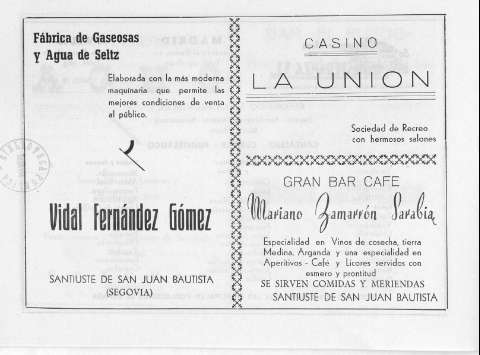 Fábrica de Gaseosas
y Agua de Seltz
Elaborada con la más moderna
maquinaria que permite las
mejores condiciones de venta
al público.
Vidal Fernández Gómez
SANTIUSTE DE SAN JUAN BAUTISTA
(SEGOVIA)
CASINO
LA UNION
Sociedad de Recreo
con hermosos salones
GRAN BAR CAFE
Mariano Zamarrón Sarabia
Especialidad en Vinos de cosecha, tierra
Medina, Arganda y una especialidad en
Aperitivos - Café y Licores servidos con
esmero y prontitud
SE SIRVEN COMIDAS Y MERIENDAS
SANTIUSTE DE SAN JUAN BAUTISTA
BIBLIOTECA